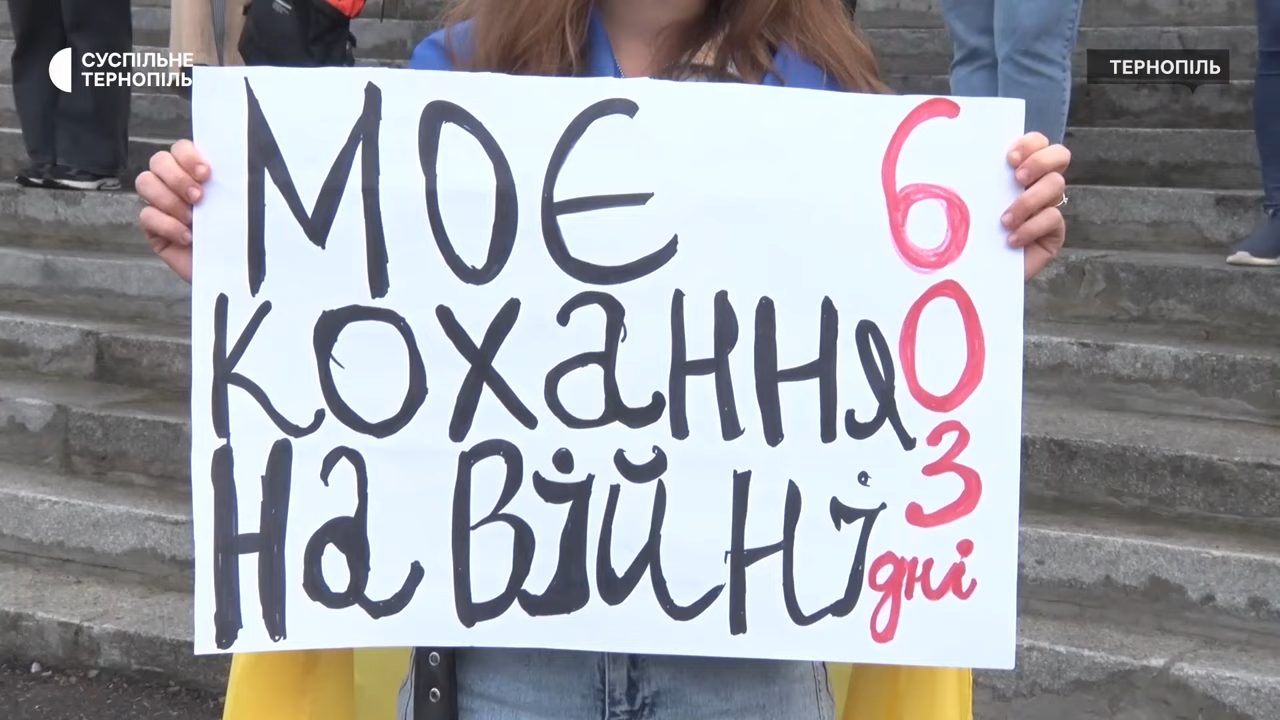 СУСПІЛЬНЕ
ТЕРНОПІЛЬ
ТЕРНОПІЛЬ
МОЄ
КОХАННЯ
На ВІЙНІ
603
дні